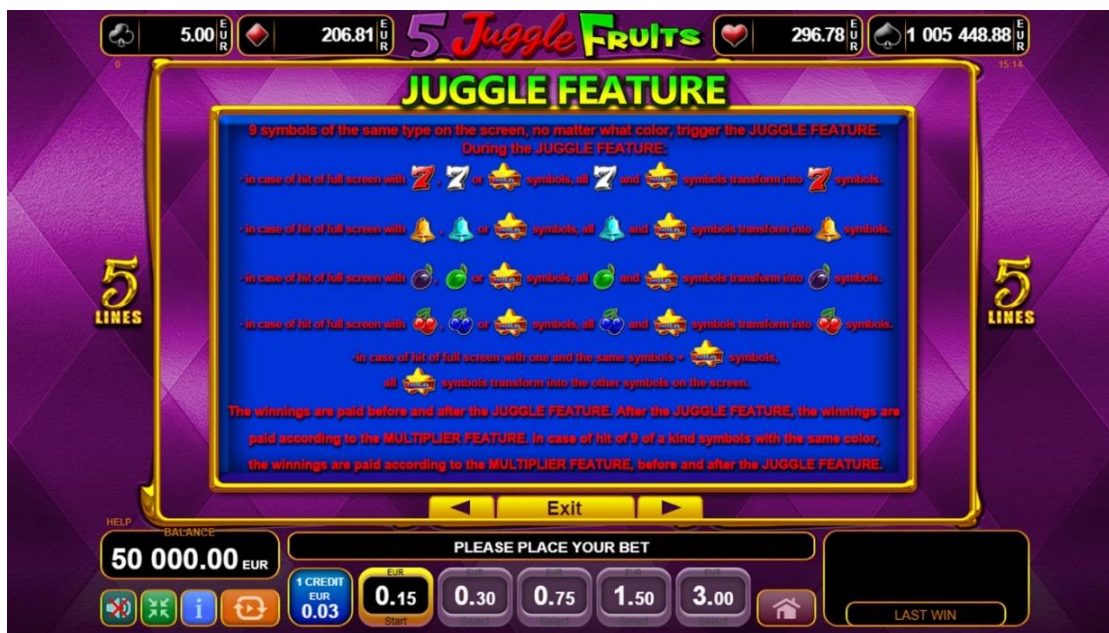 5.00 EUR
206.81 EUR
5 Juggle Fruits
296.78 EUR
1 005 448.88 EUR
0
15:14
JUGGLE FEATURE
9 symbols of the same type on the screen, no matter what color, trigger the JUGGLE FEATURE.
During the JUGGLE FEATURE:
-in case of hit of full screen with 7, 7 or symbols, all 7 and symbols transform into 7 symbols.
-in case of hit of full screen with , or symbols, all and symbols transform into symbols.
-in case of hit of full screen with , or symbols, all and symbols transform into symbols.
-in case of hit of full screen with , or symbols, all and symbols transform into symbols.
-in case of hit of full screen with one and the same symbols + symbols,
all symbols transform into the other symbols on the screen.
The winnings are paid before and after the JUGGLE FEATURE. After the JUGGLE FEATURE, the winnings are
paid according to the MULTIPLIER FEATURE. In case of hit of 9 of a kind symbols with the same color,
the winnings are paid according to the MULTIPLIER FEATURE, before and after the JUGGLE FEATURE.
5
LINES
5
LINES
Exit
HELP
BALANCE
50 000.00 EUR
PLEASE PLACE YOUR BET
1 CREDIT
EUR
0.03
EUR
0.15
Start
EUR
0.30
Select
EUR
0.75
Select
EUR
1.50
Select
EUR
3.00
Select
LAST WIN